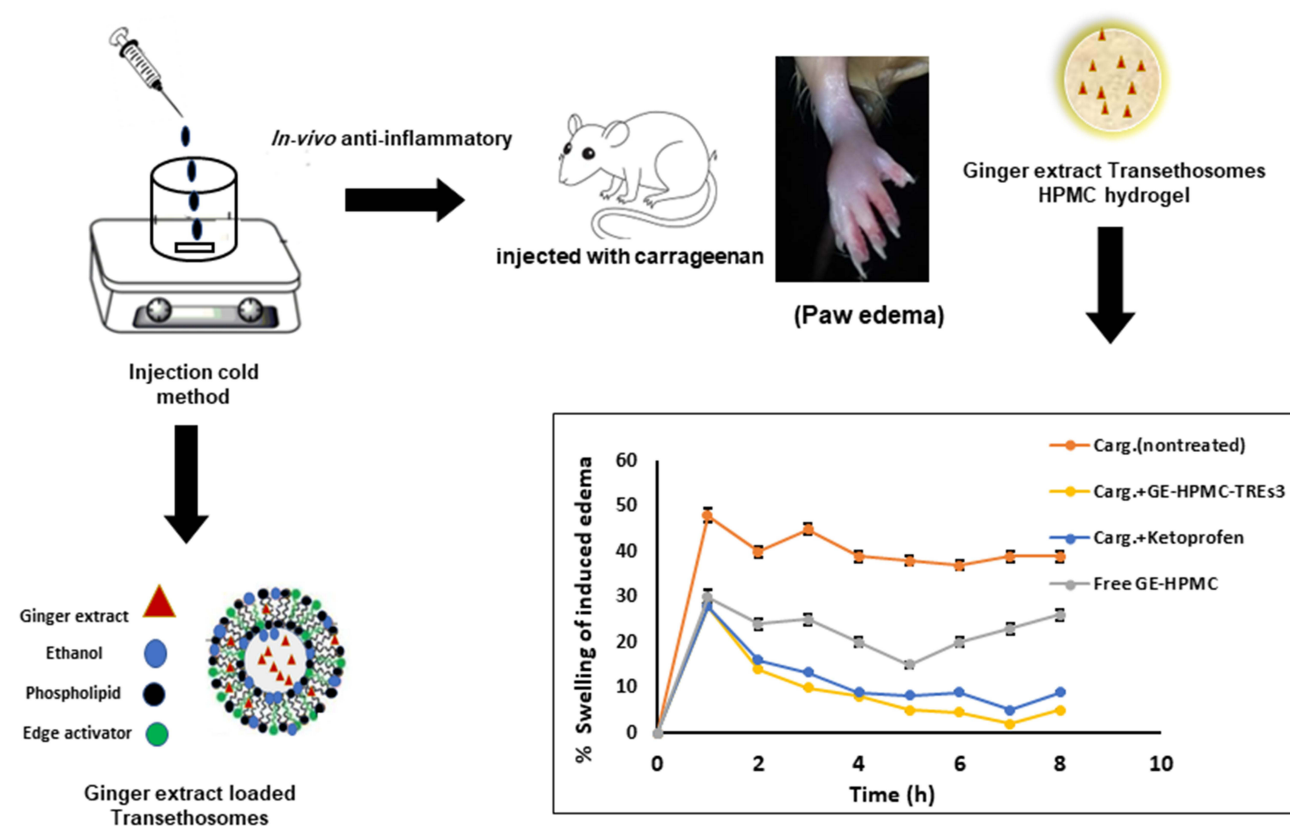 In-vivo anti-inflammatory
injected with carrageenan
(Paw edema)
Ginger extract Transethosomes
HPMC hydrogel
Injection cold
method
Ginger extract
Ethanol
Phospholipid
Edge activator
Ginger extract loaded
Transethosomes
% Swelling of induced edema
60
50
40
30
20
10
0
0 2 4 6 8 10
Time (h)
Carg.(nontreated)
Carg.+GE-HPMC-TREs3
Carg.+Ketoprofen
Free GE-HPMC